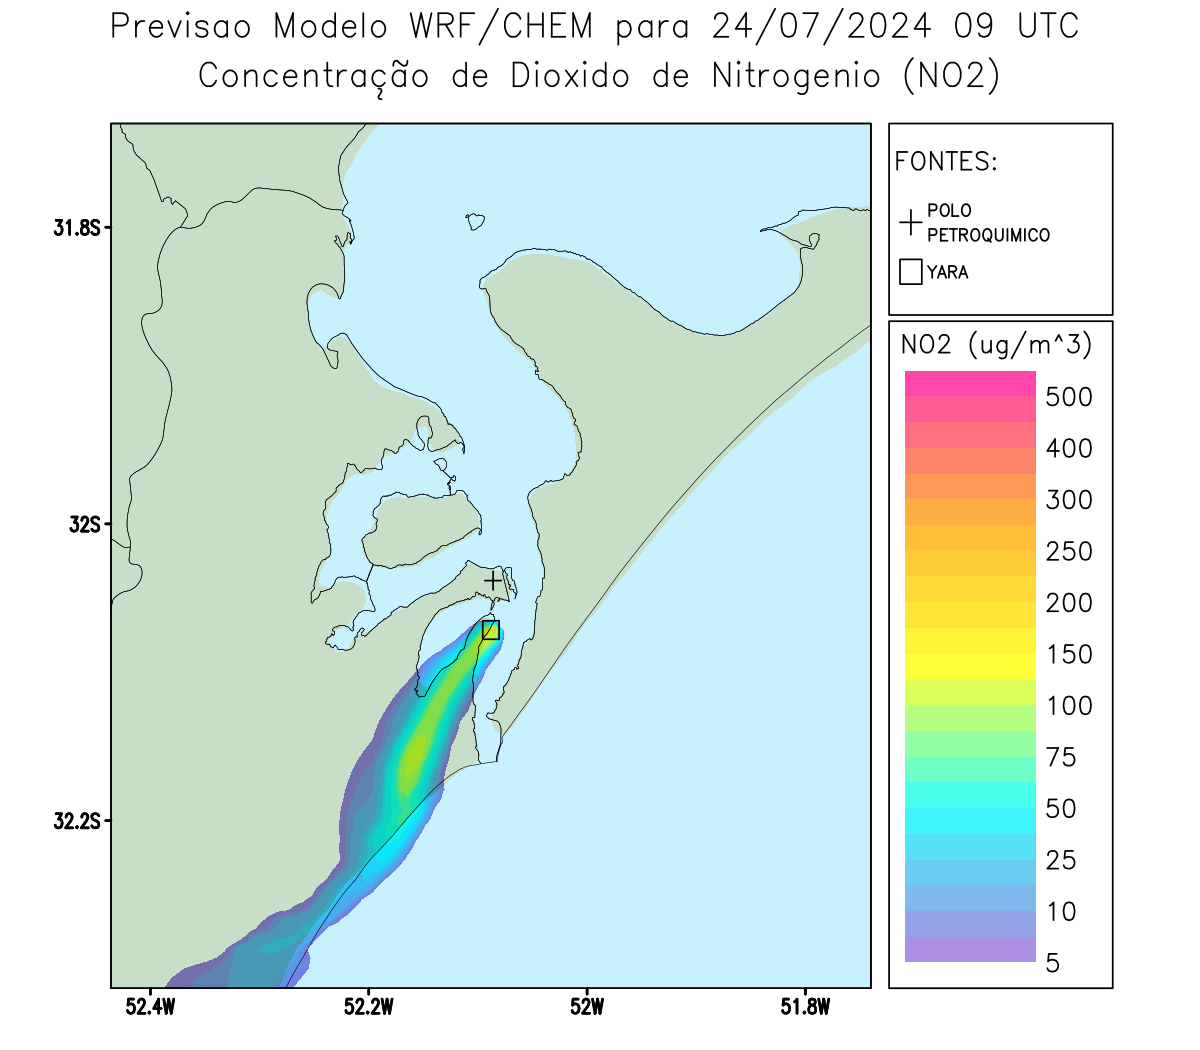 Previsao Modelo WRF/CHEM para 24/07/2024 09 UTC
Concentração de Dioxido de Nitrogenio (NO2)
FONTES:
POLO
PETROQUIMICO
YARA
NO2 (ug/m^3)
500
400
300
250
200
150
100
75
50
25
10
5
31.8S
32S
32.2S
52.4W
52.2W
52W
51.8W